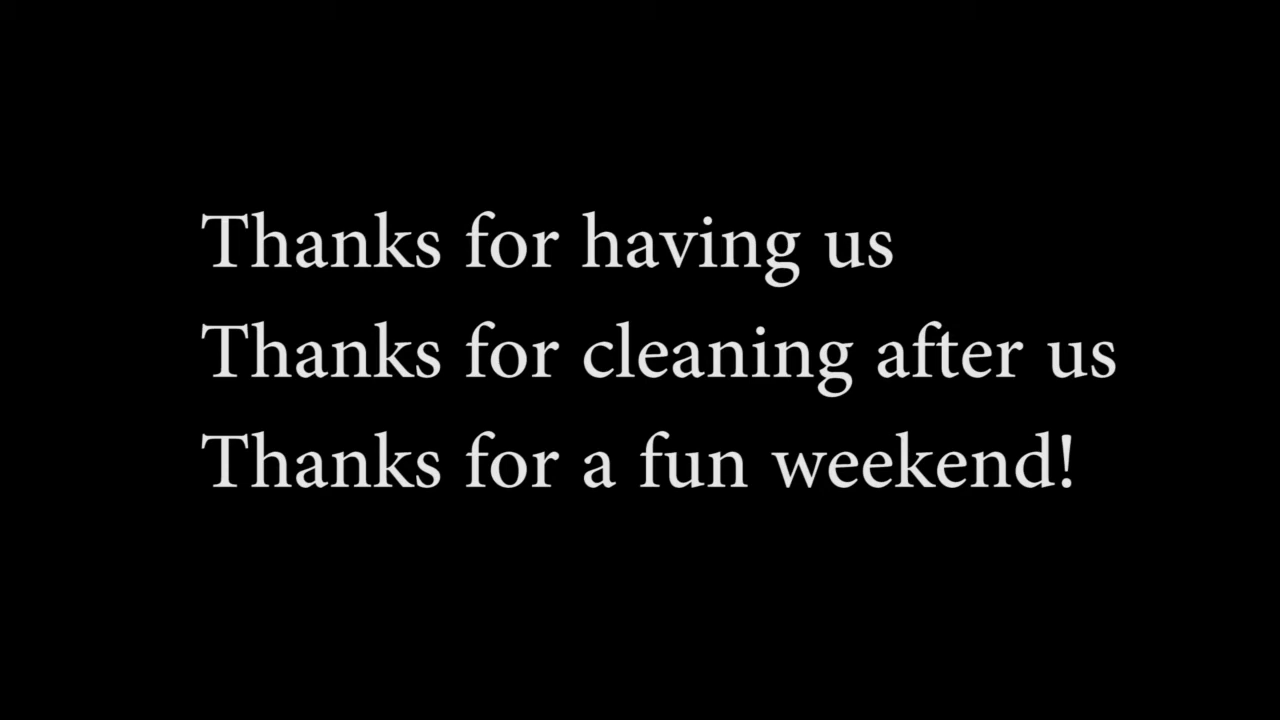 Thanks for having us
Thanks for cleaning after us
Thanks for a fun weekend!